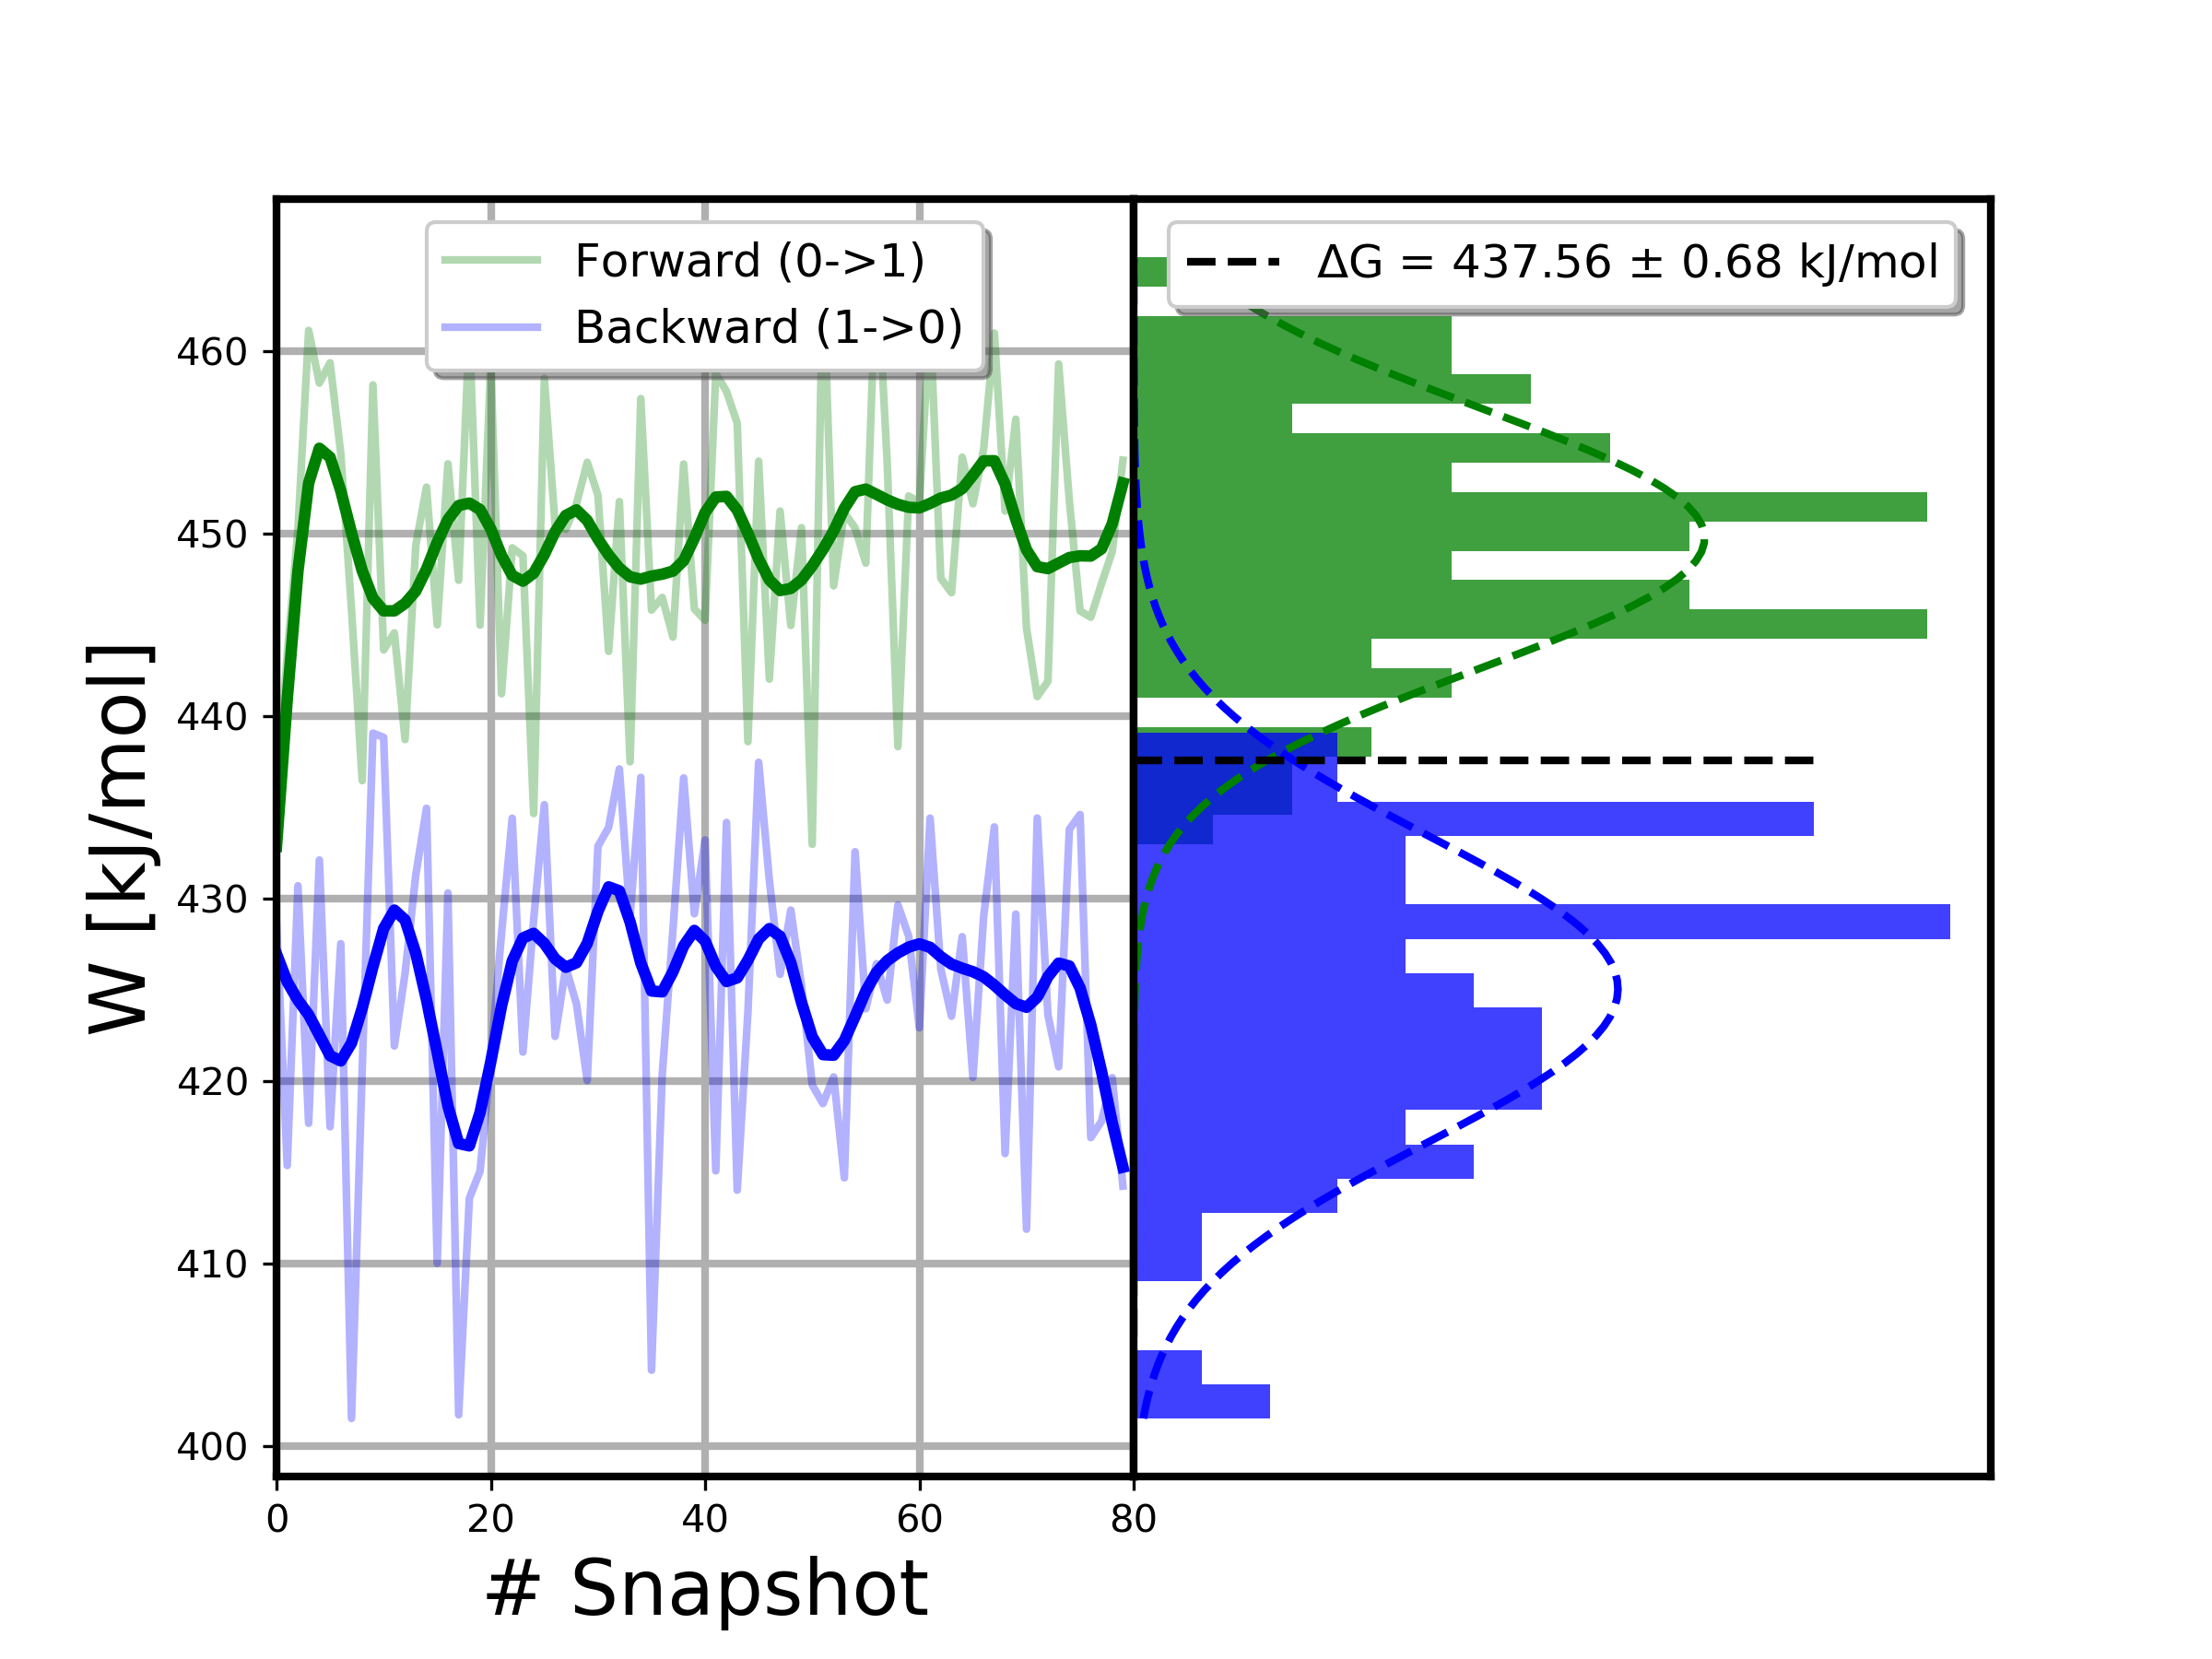 Forward (0->1)
Backward (1->0)
ΔG = 437.56 ± 0.68 kJ/mol
W [kJ/mol]
460
450
440
430
420
410
400
0 20 40 60 80
# Snapshot